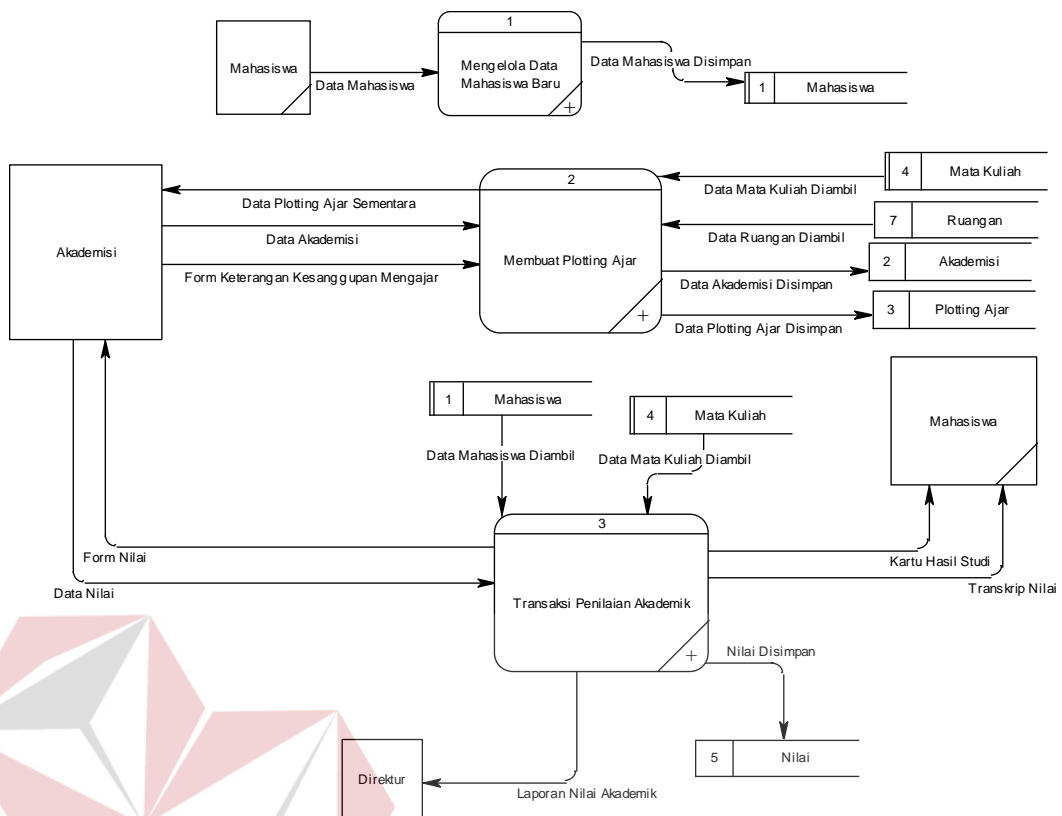 1
Mahasiswa
Mengelola Data
Mahasiswa Baru
Data Mahasiswa
Data Mahasiswa Disimpan
1 Mahasiswa
Akademisi
Data Plotting Ajar Sementara
Data Akademisi
Form Keterangan Kesanggupan Mengajar
2
Membuat Plotting Ajar
4 Mata Kuliah
Data Mata Kuliah Diambil
7 Ruangan
Data Ruangan Diambil
2 Akademisi
Data Akademisi Disimpan
3 Plotting Ajar
Data Plotting Ajar Disimpan
1 Mahasiswa
4 Mata Kuliah
Mahasiswa
Data Mahasiswa Diambil
Data Mata Kuliah Diambil
3
Transaksi Penilaian Akademik
Form Nilai
Data Nilai
Kartu Hasil Studi
Transkrip Nilai
Nilai Disimpan
5 Nilai
Direktur
Laporan Nilai Akademik